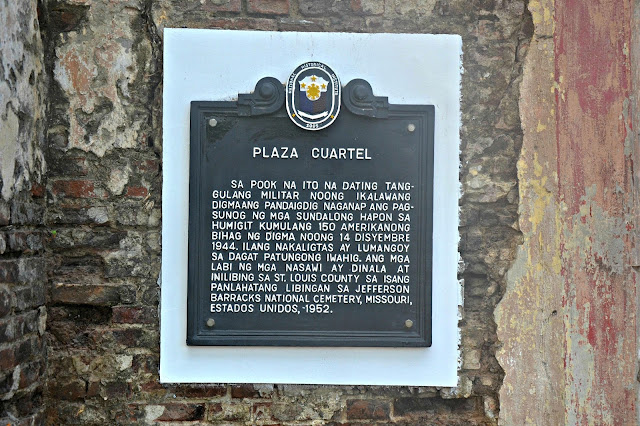 PLAZA CUARTEL
SA POOK NA ITO NA DATING TANG-
GULANG MILITAR NOONG IKALAWANG
DIGMAANG PANDAIGDIG NAGANAP ANG PAG-
SUNOG NG MGA SUNDALONG HAPON SA
HUMIGIT KUMULANG 150 AMERIKANONG
BIHAG NG DIGMA NOONG 14 DISYEMBRE
1944. ILANG NAKALIGTAS AY LUMANGOY
SA DAGAT PATUNGONG IWAHIG. ANG MGA
LABI NG MGA NASAWI AY DINALA AT
INILIBING SA ST. LOUIS COUNTY SA ISANG
PANLAHATANG LIBINGAN SA JEFFERSON
BARRACKS NATIONAL CEMETERY, MISSOURI,
ESTADOS UNIDOS, 1952.